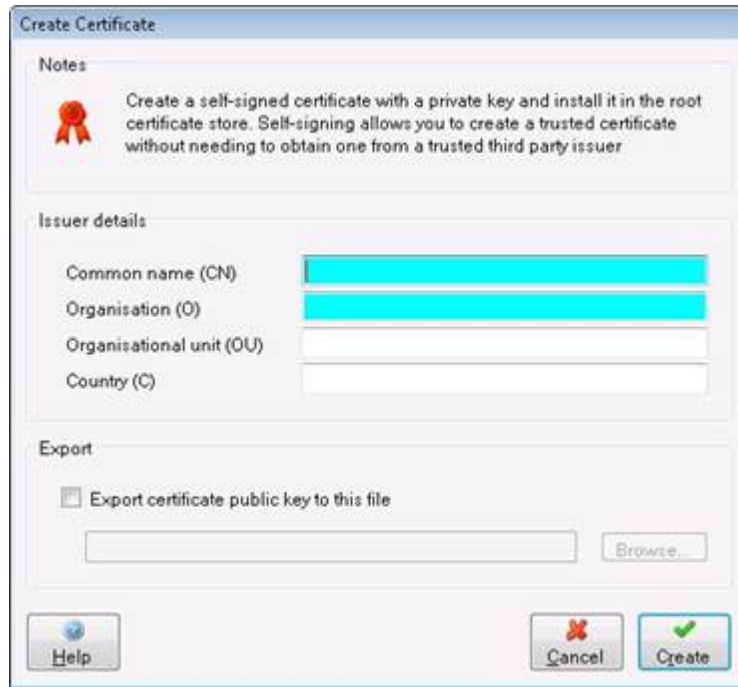 Create Certificate
Notes
Create a self-signed certificate with a private key and install it in the root
certificate store. Self-signing allows you to create a trusted certificate
without needing to obtain one from a trusted third party issuer
Issuer details
Common name (CN)
Organisation (O)
Organisational unit (OU)
Country (C)
Export
Export certificate public key to this file
Browse...
Help
Cancel
Create